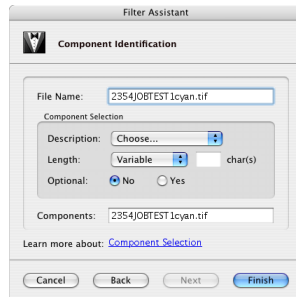 Filter Assistant
Component Identification
File Name: 2354JOBTEST1cyan.tif
Component Selection
Description: Choose...
Length: Variable char(s)
Optional: No Yes
Components: 2354JOBTEST1cyan.tif
Learn more about: Component Selection
Cancel Back Next Finish